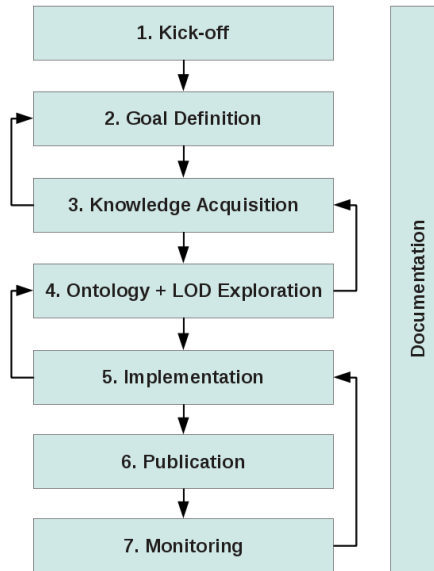 1. Kick-off
2. Goal Definition
3. Knowledge Acquisition
4. Ontology + LOD Exploration
5. Implementation
6. Publication
7. Monitoring
Documentation